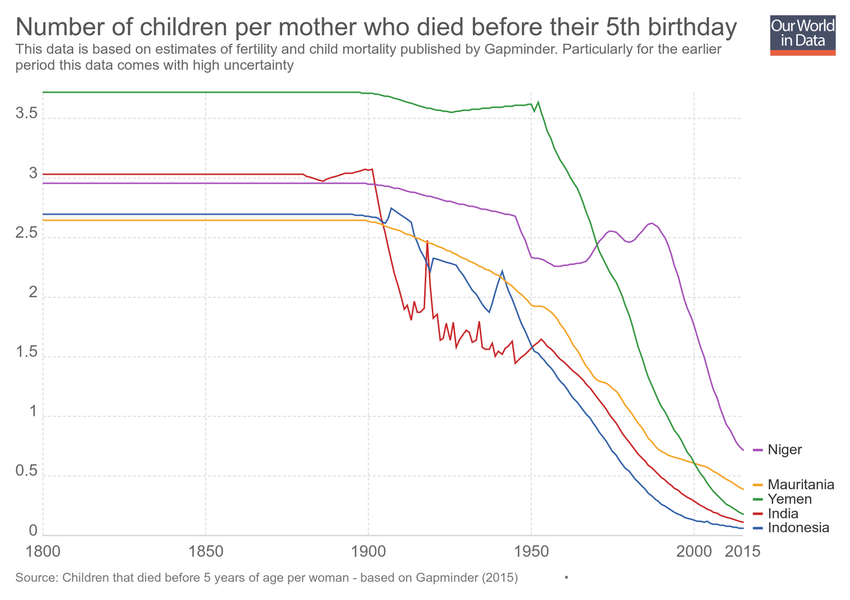 Number of children per mother who died before their 5th birthday
Our World
in Data
This data is based on estimates of fertility and child mortality published by Gapminder. Particularly for the earlier
period this data comes with high uncertainty
3.5
3
2.5
2
1.5
1
0.5
0
Niger
Mauritania
Yemen
India
Indonesia
1800
1850
1900
1950
2000
2015
Source: Children that died before 5 years of age per woman - based on Gapminder (2015)
•